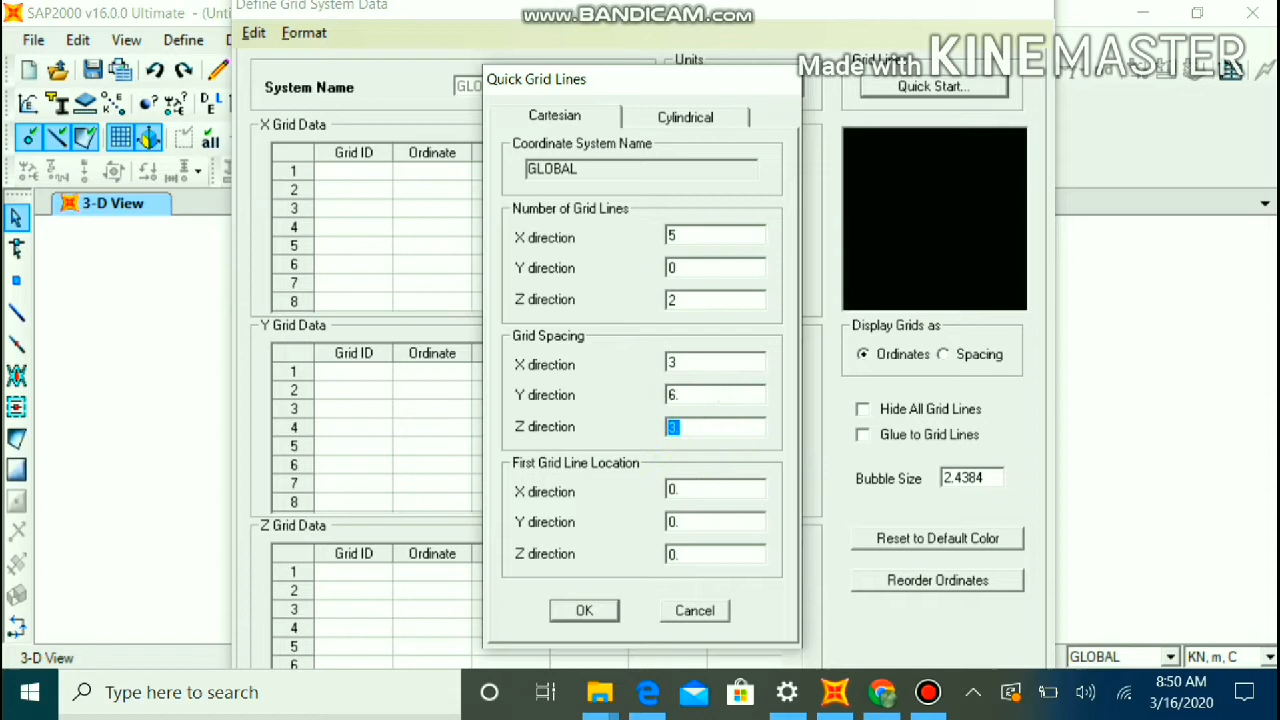 SAP2000 v16.0.0 Ultimate - (Unti
Define Grid System Data
www.BANDICAM.com
File Edit View Define
Edit Format
Made with KINEMASTER
System Name
GLO
Units
Quick Start...
Quick Grid Lines
Cartesian
Cylindrical
Coordinate System Name
GLOBAL
Number of Grid Lines
X direction 5
Y direction 0
Z direction 2
Grid Spacing
X direction 3
Y direction 6.
Z direction 3.
First Grid Line Location
X direction 0.
Y direction 0.
Z direction 0.
OK
Cancel
all
3-D View
X Grid Data
Grid ID Ordinate
1
2
3
4
5
6
7
8
Y Grid Data
Grid ID Ordinate
1
2
3
4
5
6
7
8
Z Grid Data
Grid ID Ordinate
1
2
3
4
5
6
Display Grids as
Ordinates Spacing
Hide All Grid Lines
Glue to Grid Lines
Bubble Size 2.4384
Reset to Default Color
Reorder Ordinates
3-D View
GLOBAL
KN, m, C
Type here to search
8:50 AM
3/16/2020